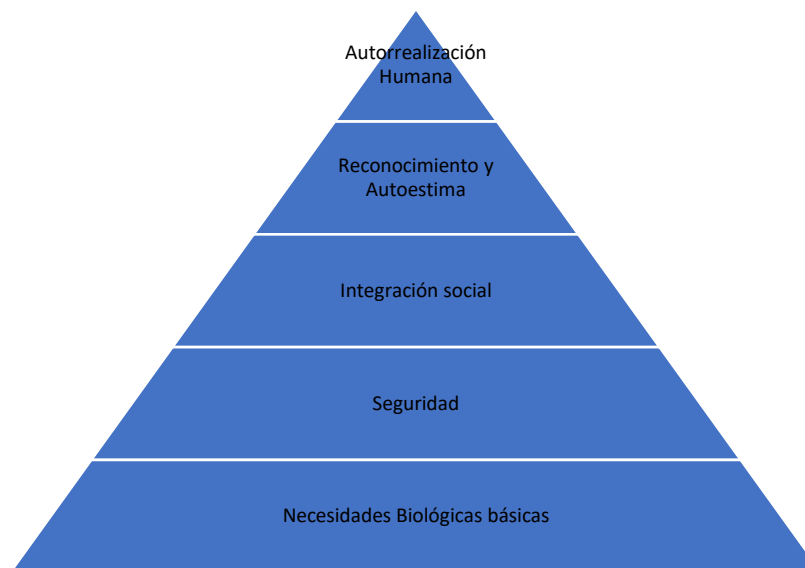 Autorrealización
Humana
Reconocimiento y
Autoestima
Integración social
Seguridad
Necesidades Biológicas básicas